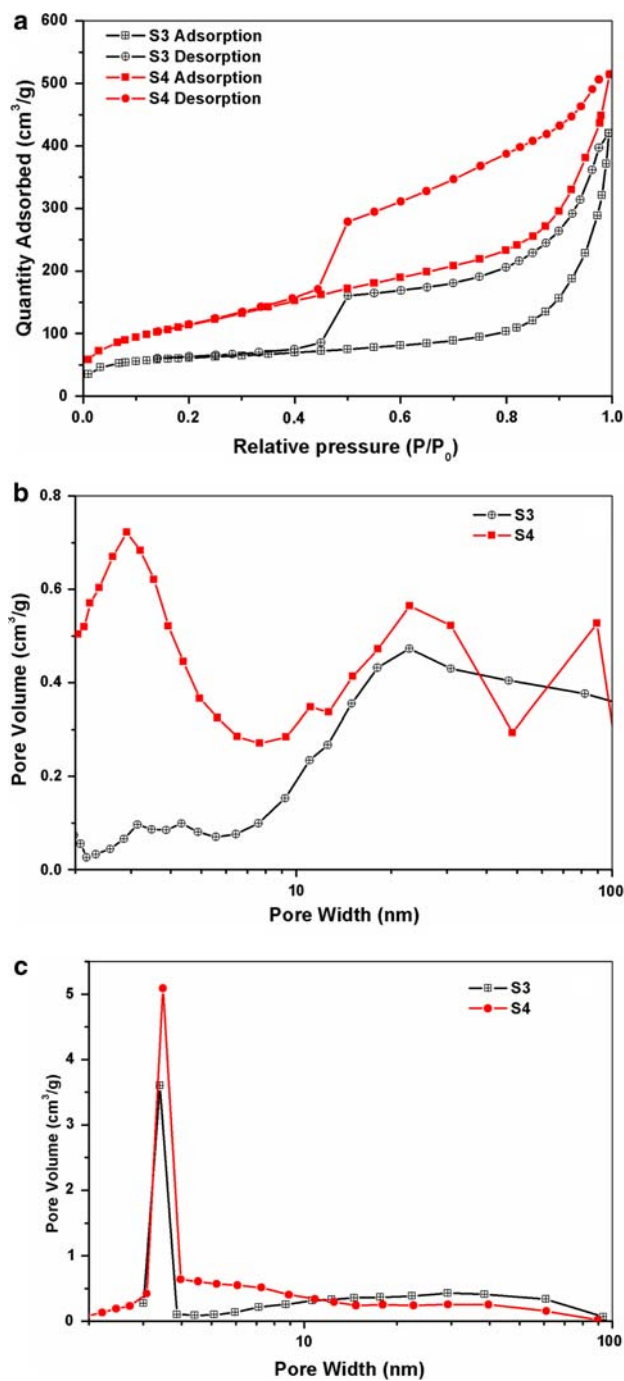 a
600
500
400
300
200
100
0
Quantity Adsorbed (cm³/g)
S3 Adsorption
S3 Desorption
S4 Adsorption
S4 Desorption
0.0 0.2 0.4 0.6 0.8 1.0
Relative pressure (P/P₀)
b
0.8
0.6
0.4
0.2
0.0
Pore Volume (cm³/g)
S3
S4
10 100
Pore Width (nm)
c
5
4
3
2
1
0
Pore Volume (cm³/g)
S3
S4
10 100
Pore Width (nm)